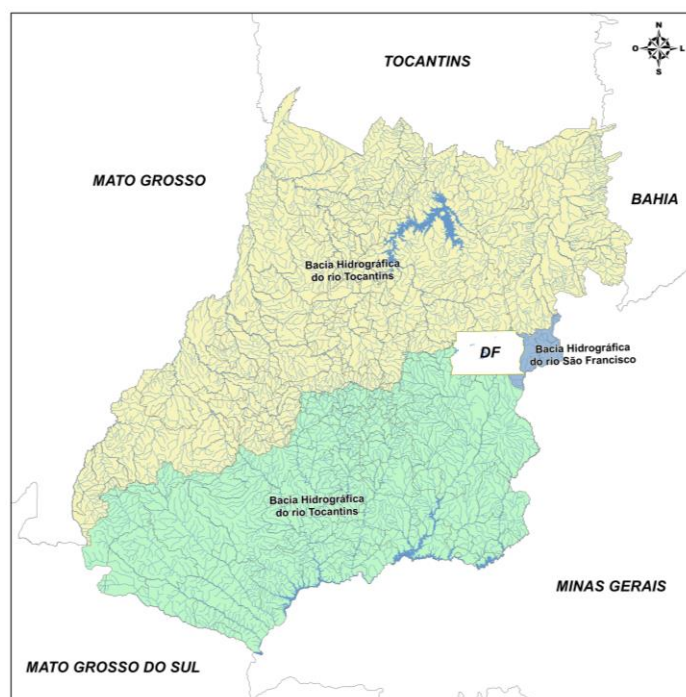 N
O
L
S
TOCANTINS
MATO GROSSO
BAHIA
Bacia Hidrográfica
do rio Tocantins
DF
Bacia Hidrográfica
do rio São Francisco
Bacia Hidrográfica
do rio Tocantins
MINAS GERAIS
MATO GROSSO DO SUL